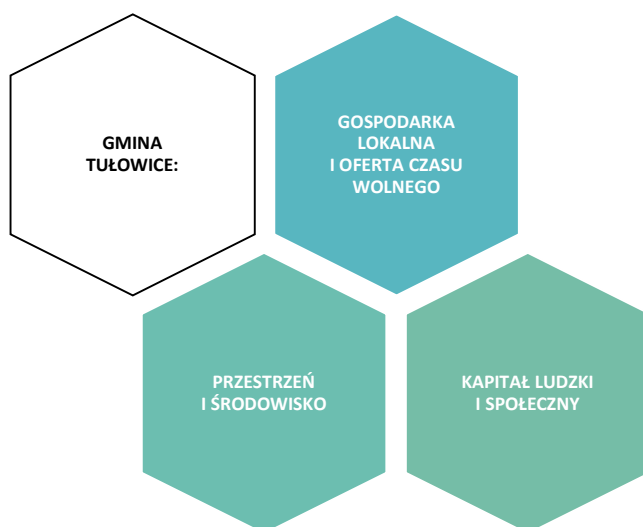 GMINA
TUŁOWICE:
GOSPODARKA
LOKALNA
I OFERTA CZASU
WOLNEGO
PRZESTRZEŃ
I ŚRODOWISKO
KAPITAŁ LUDZKI
I SPOŁECZNY